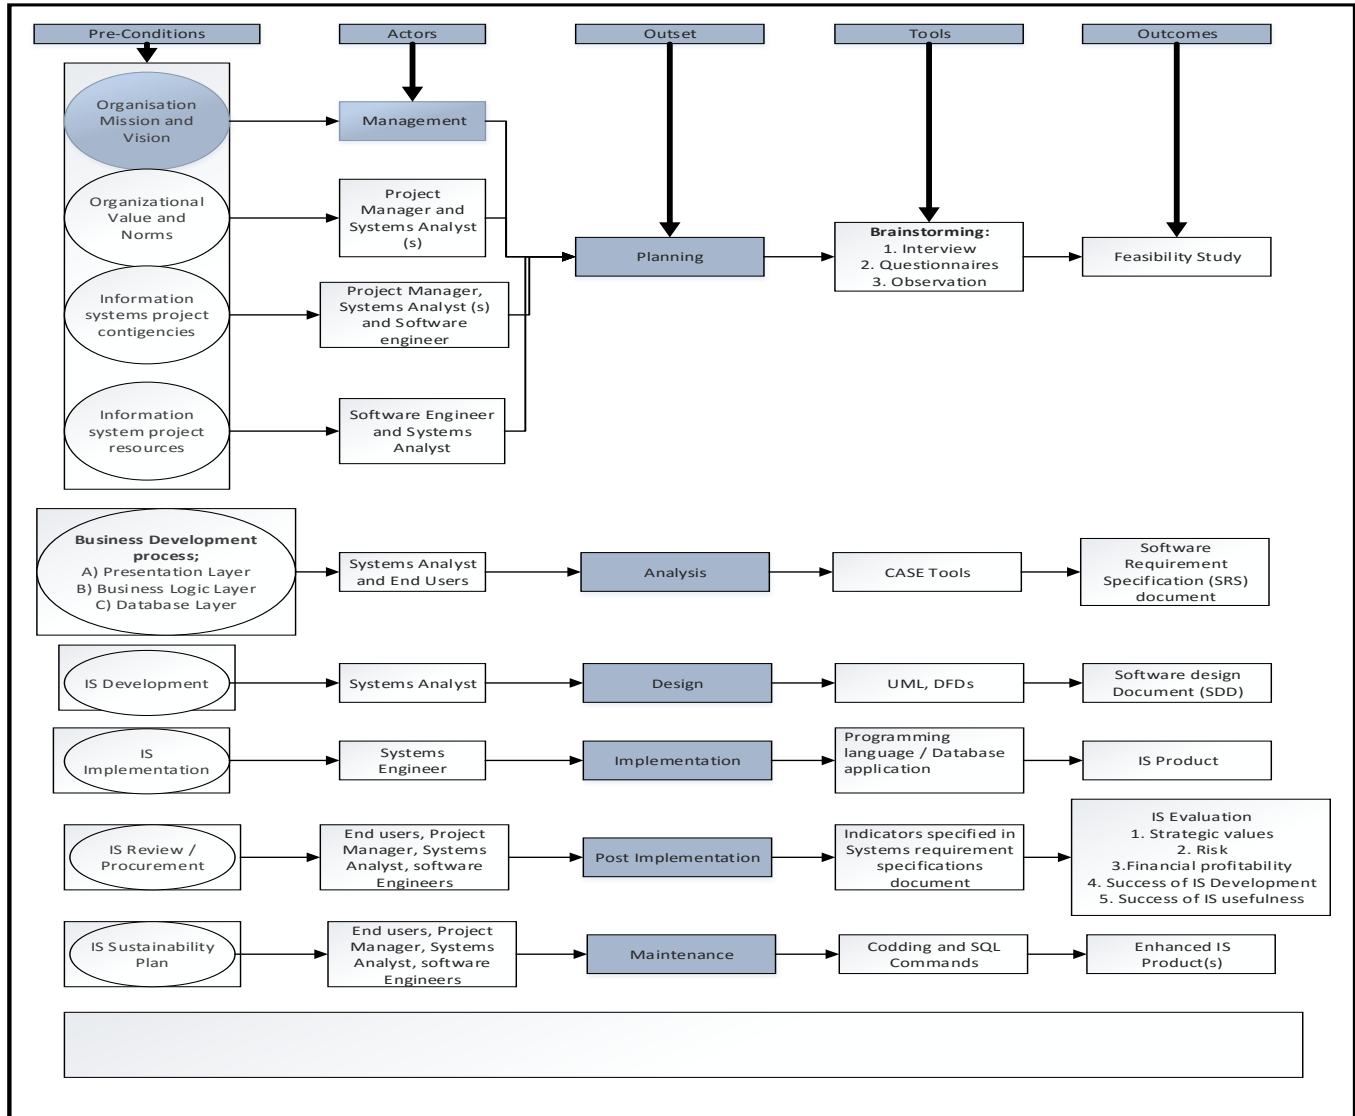 Pre-Conditions
Actors
Outset
Tools
Outcomes
Organisation
Mission and
Vision
Management
Organizational
Value and
Norms
Project
Manager and
Systems Analyst
(s)
Information
systems project
contigencies
Project Manager,
Systems Analyst (s)
and Software
engineer
Information
system project
resources
Software Engineer
and Systems
Analyst
Planning
Brainstorming:
1. Interview
2. Questionnaires
3. Observation
Feasibility Study
Business Development
process;
A) Presentation Layer
B) Business Logic Layer
C) Database Layer
Systems Analyst
and End Users
Analysis
CASE Tools
Software
Requirement
Specification (SRS)
document
IS Development
Systems Analyst
Design
UML, DFDs
Software design
Document (SDD)
IS
Implementation
Systems
Engineer
Implementation
Programming
language / Database
application
IS Product
IS Review /
Procurement
End users, Project
Manager, Systems
Analyst, software
Engineers
Post Implementation
Indicators specified in
Systems requirement
specifications
document
IS Evaluation
1. Strategic values
2. Risk
3.Financial profitability
4. Success of IS Development
5. Success of IS usefulness
IS Sustainability
Plan
End users, Project
Manager, Systems
Analyst, software
Engineers
Maintenance
Codding and SQL
Commands
Enhanced IS
Product(s)